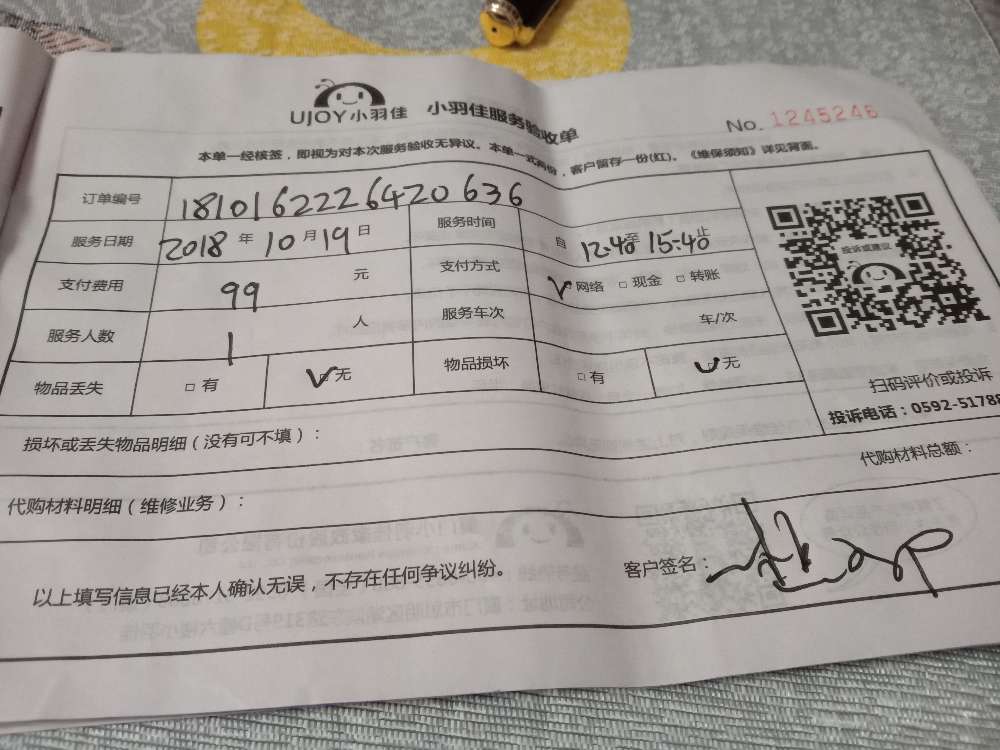 UJOY小羽佳 小羽佳服务验收单
No. 1245246
本单一经核签，即视为对本次服务验收无异议。本单一式两份，客户留存一份(红)。《维保须知》详见背面。
订单编号 1810162226420636
服务日期 2018 年 10 月 19 日 服务时间 自 12:40 至 15:40 止
支付费用 99 元 支付方式 √ 网络 □ 现金 □ 转账
服务人数 1 人 服务车次 车/次
物品丢失 □ 有 √ 无 物品损坏 □ 有 √ 无
投诉或建议
扫码评价或投诉
投诉电话：0592-51788
损坏或丢失物品明细（没有可不填）：
代购材料明细（维修业务）： 代购材料总额：
以上填写信息已经本人确认无误，不存在任何争议纠纷。 客户签名：